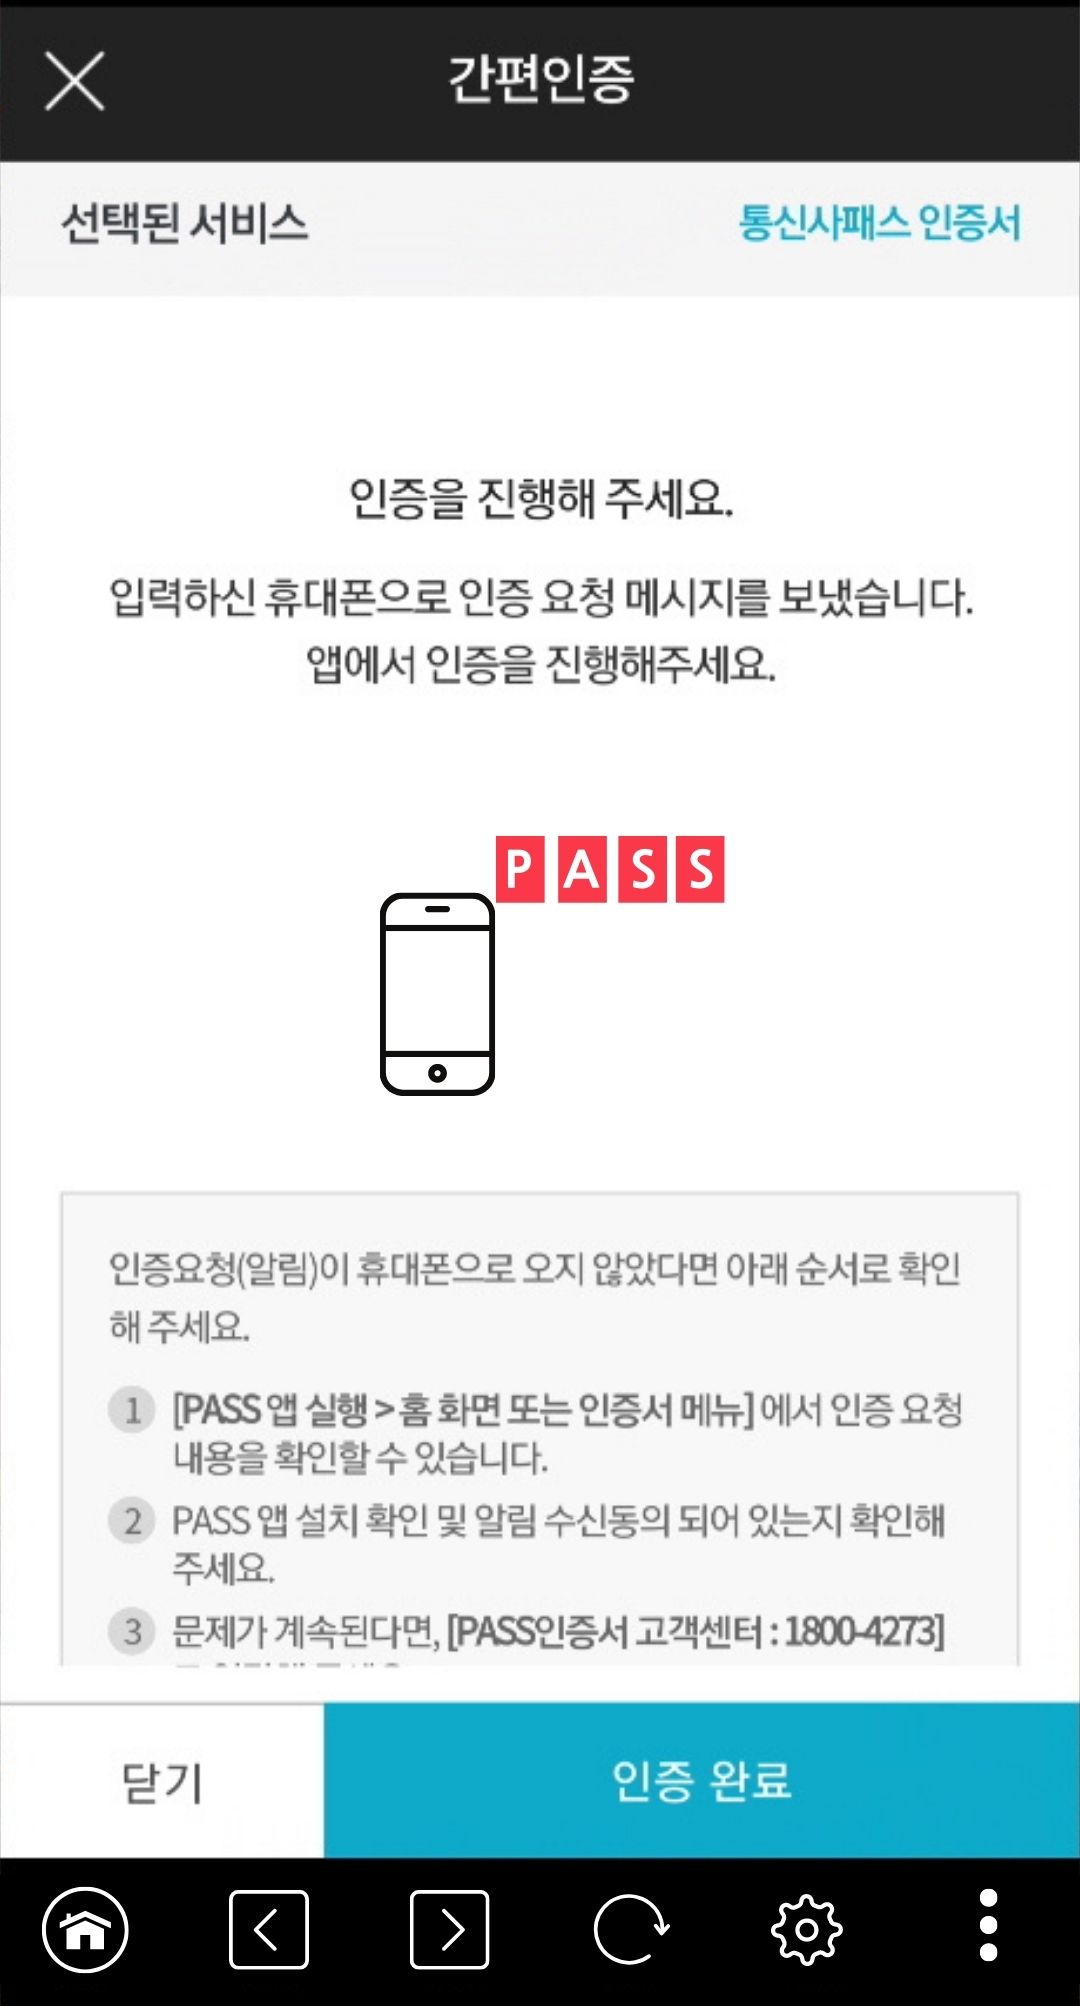 간편인증
선택된 서비스 통신사패스 인증서
인증을 진행해 주세요.
입력하신 휴대폰으로 인증 요청 메시지를 보냈습니다.
앱에서 인증을 진행해주세요.
PASS
인증요청(알림)이 휴대폰으로 오지 않았다면 아래 순서로 확인
해 주세요.
1 [PASS 앱 실행 > 홈 화면 또는 인증서 메뉴] 에서 인증 요청
내용을 확인할 수 있습니다.
2 PASS 앱 설치 확인 및 알림 수신동의 되어 있는지 확인해
주세요.
3 문제가 계속된다면, [PASS인증서 고객센터 : 1800-4273]
닫기 인증 완료